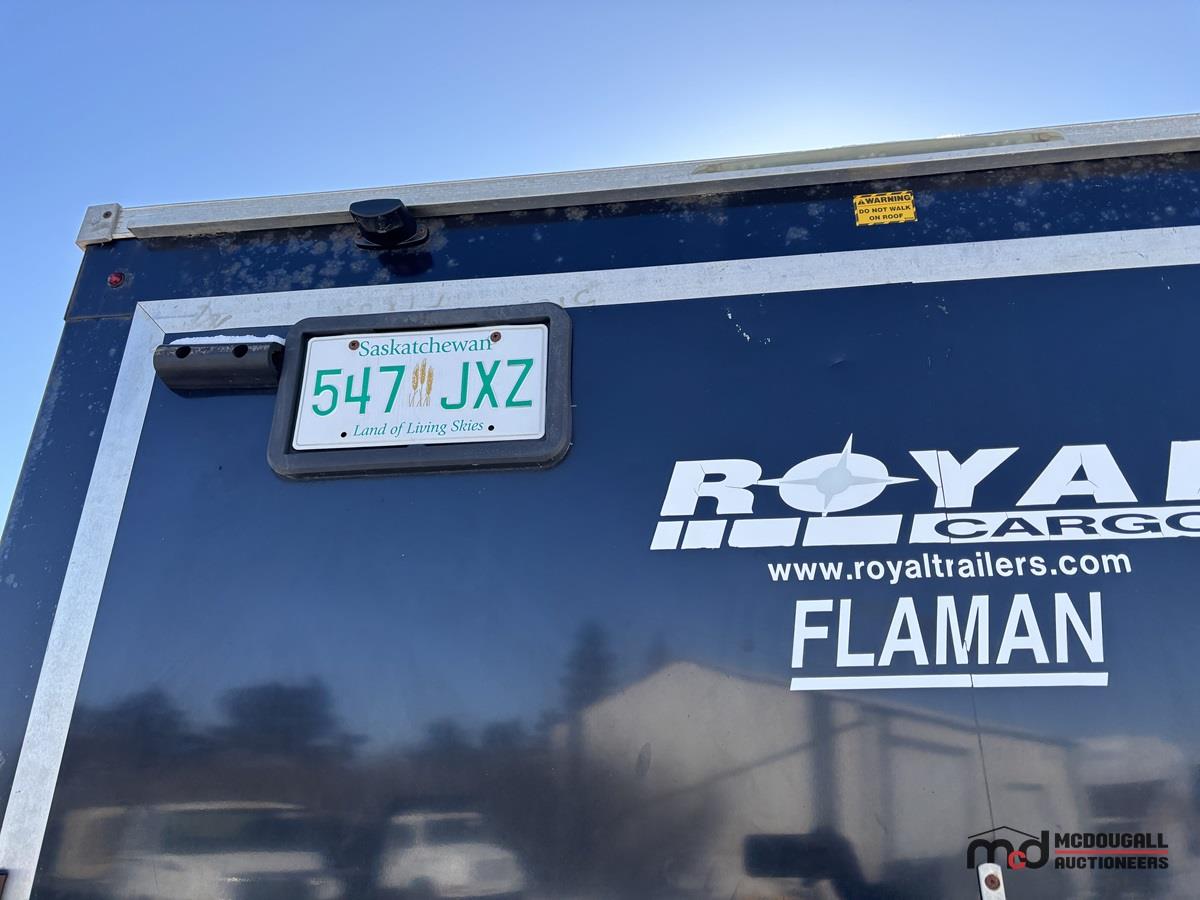 WARNING
DO NOT WALK
ON ROOF
Saskatchewan
547 JXZ
Land of Living Skies
ROYAL
CARGO
www.royaltrailers.com
FLAMAN
mcd MCDOUGALL
AUCTIONEERS